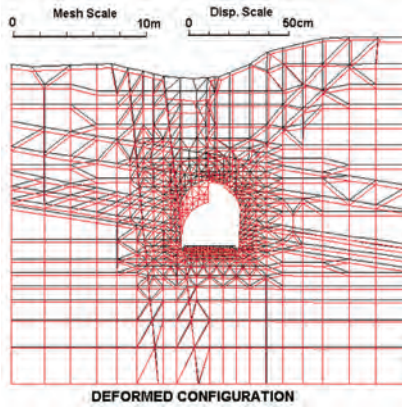 Mesh Scale Disp. Scale
0 10m 0 50cm
DEFORMED CONFIGURATION